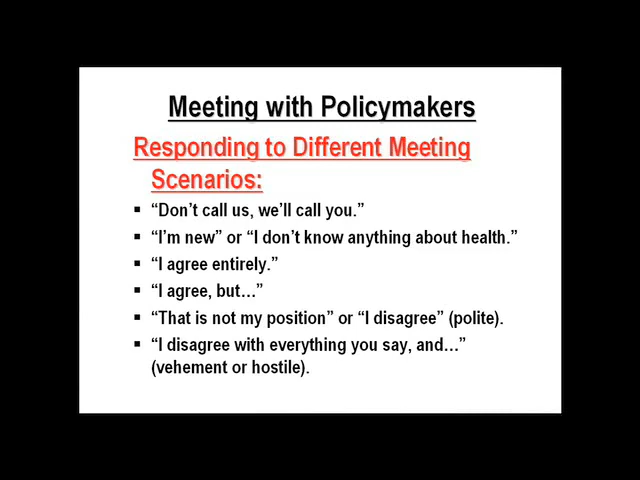 Meeting with Policymakers
Responding to Different Meeting
Scenarios:
▪ “Don’t call us, we’ll call you.”
▪ “I’m new” or “I don’t know anything about health.”
▪ “I agree entirely.”
▪ “I agree, but…”
▪ “That is not my position” or “I disagree” (polite).
▪ “I disagree with everything you say, and…”
(vehement or hostile).